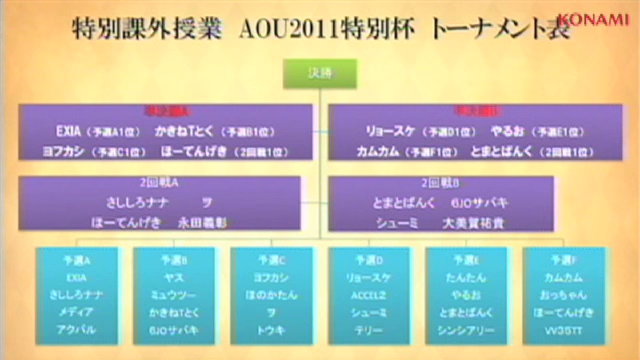 KONAMI
特別課外授業 AOU2011特別杯 トーナメント表
決勝
準決勝A
EXIA（予選A1位） かきねTとく（予選B1位）
ヨフカシ（予選C1位） ほーてんげき（2回戦1位）
準決勝B
リョースケ（予選D1位） やるお（予選E1位）
カムカム（予選F1位） とまとぱんく（2回戦1位）
2回戦A
さししろナナ ヲ
ほーてんげき 永田義彰
2回戦B
とまとぱんく 6JOサバキ
シューミ 大美賀祐貴
予選A
EXIA
さししろナナ
メディア
アクバル
予選B
ヤス
ミュウツー
かきねTとく
6JOサバキ
予選C
ヨフカシ
ほのかたん
ヲ
トウキ
予選D
リョースケ
ACCEL2
シューミ
テリー
予選E
たんたん
やるお
とまとぱんく
シンシアリー
予選F
カムカム
おっちゃん
ほーてんげき
VV35TT